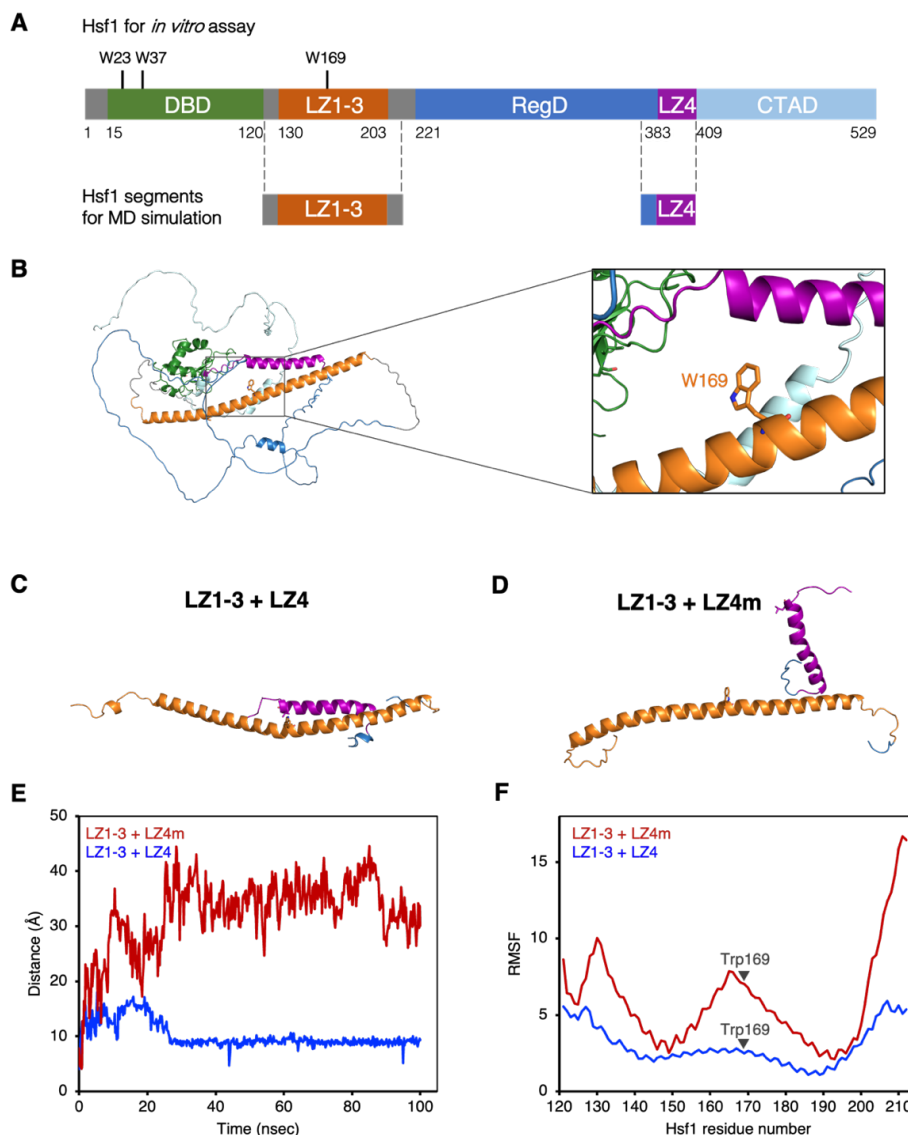 A
Hsf1 for in vitro assay
W23 W37 W169
DBD LZ1-3 RegD LZ4 CTAD
1 15 120 130 203 221 383 409 529
Hsf1 segments
for MD simulation
LZ1-3 LZ4
B
W169
C D
LZ1-3 + LZ4
LZ1-3 + LZ4m
E
50
40
30
20
10
0
Distance (Å)
LZ1-3 + LZ4m
LZ1-3 + LZ4
0 20 40 60 80 100
Time (nsec)
F
15
10
5
0
RMSF
LZ1-3 + LZ4m
LZ1-3 + LZ4
Trp169
Trp169
120 130 140 150 160 170 180 190 200 210
Hsf1 residue number